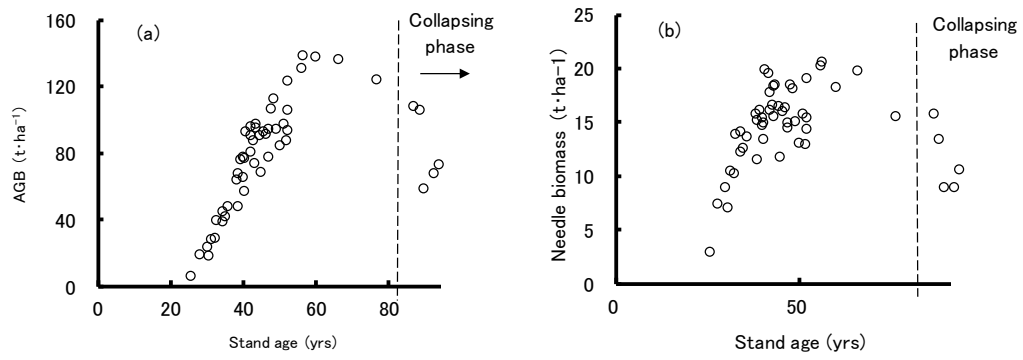 (a)
Collapsing
phase
AGB (t・ha⁻¹)
160
120
80
40
0
0 20 40 60 80
Stand age (yrs)
(b)
Collapsing
phase
Needle biomass (t・ha-1)
25
20
15
10
5
0
0 50
Stand age (yrs)